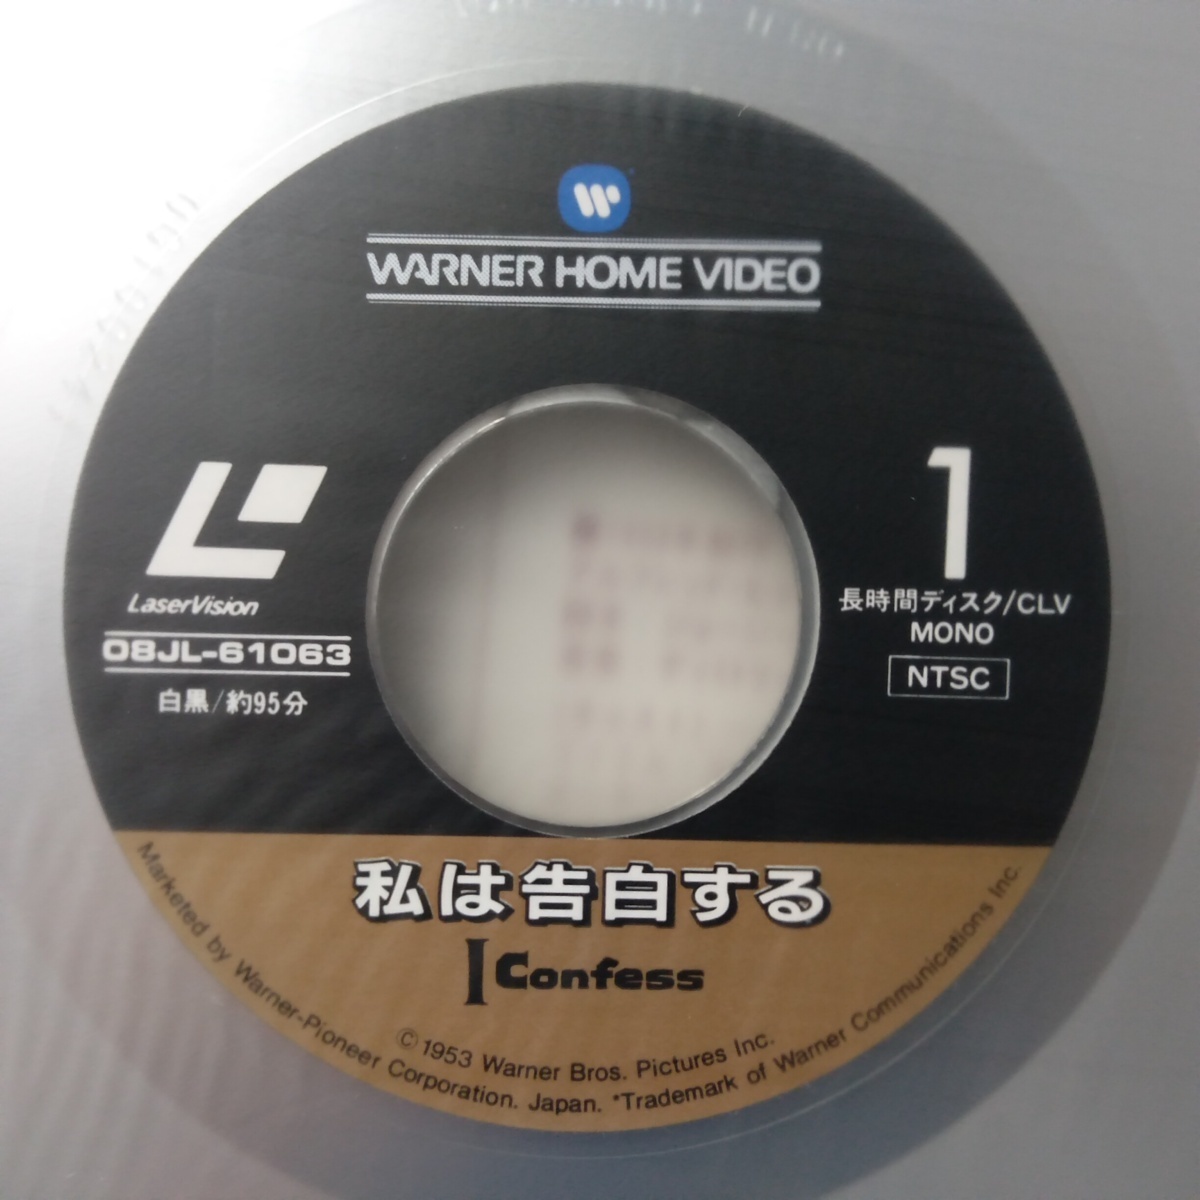 WARNER HOME VIDEO
LaserVision
08JL-61063
白黒/約95分
1
長時間ディスク/CLV
MONO
NTSC
私は告白する
I Confess
©1953 Warner Bros. Pictures Inc.
Marketed by Warner-Pioneer Corporation. Japan. *Trademark of Warner Communications Inc.